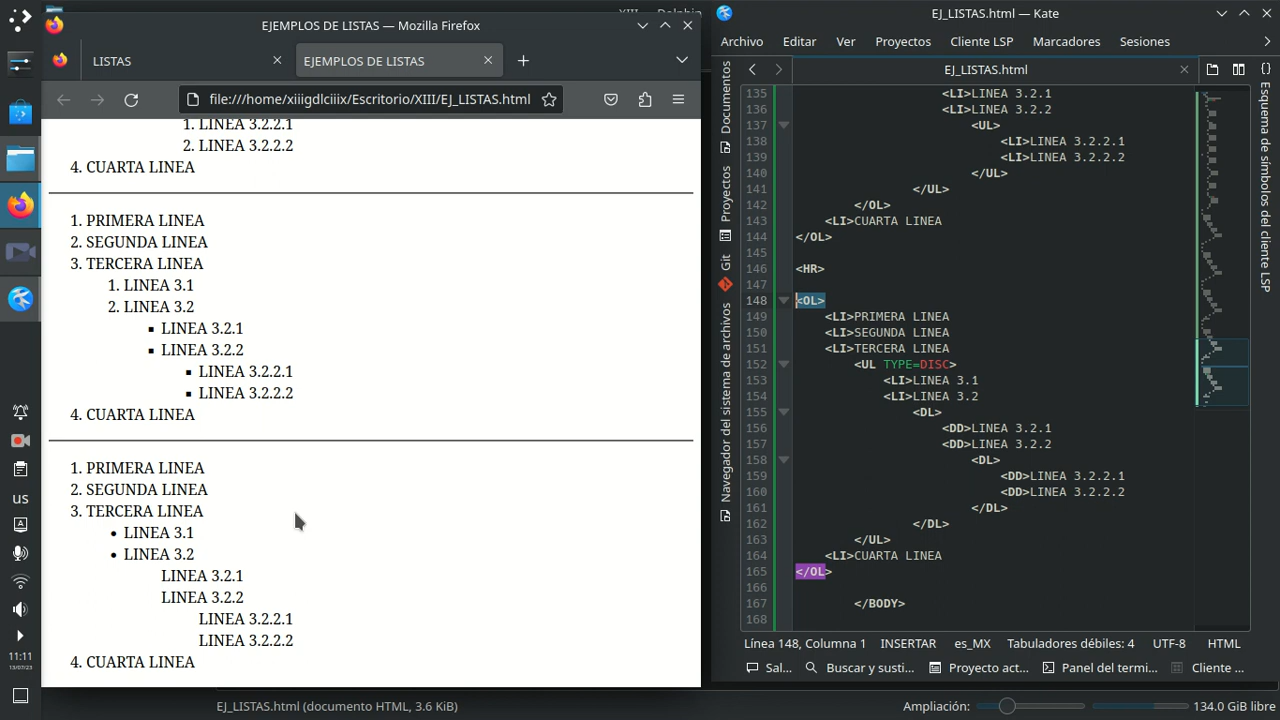 XIII — Dolphin
EJEMPLOS DE LISTAS — Mozilla Firefox
LISTAS
EJEMPLOS DE LISTAS
file:///home/xiiigdlciiix/Escritorio/XIII/EJ_LISTAS.html
1. LINEA 3.2.2.1
2. LINEA 3.2.2.2
4. CUARTA LINEA
1. PRIMERA LINEA
2. SEGUNDA LINEA
3. TERCERA LINEA
1. LINEA 3.1
2. LINEA 3.2
▪ LINEA 3.2.1
▪ LINEA 3.2.2
▪ LINEA 3.2.2.1
▪ LINEA 3.2.2.2
4. CUARTA LINEA
1. PRIMERA LINEA
2. SEGUNDA LINEA
3. TERCERA LINEA
• LINEA 3.1
• LINEA 3.2
LINEA 3.2.1
LINEA 3.2.2
LINEA 3.2.2.1
LINEA 3.2.2.2
4. CUARTA LINEA
us
11:11
13/07/23
EJ_LISTAS.html — Kate
Archivo Editar Ver Proyectos Cliente LSP Marcadores Sesiones
EJ_LISTAS.html
Documentos
Proyectos
Git
Navegador del sistema de archivos
135 <LI>LINEA 3.2.1
136 <LI>LINEA 3.2.2
137 <UL>
138 <LI>LINEA 3.2.2.1
139 <LI>LINEA 3.2.2.2
140 </UL>
141 </UL>
142 </OL>
143 <LI>CUARTA LINEA
144 </OL>
145
146 <HR>
147
148 <OL>
149 <LI>PRIMERA LINEA
150 <LI>SEGUNDA LINEA
151 <LI>TERCERA LINEA
152 <UL TYPE=DISC>
153 <LI>LINEA 3.1
154 <LI>LINEA 3.2
155 <DL>
156 <DD>LINEA 3.2.1
157 <DD>LINEA 3.2.2
158 <DL>
159 <DD>LINEA 3.2.2.1
160 <DD>LINEA 3.2.2.2
161 </DL>
162 </DL>
163 </UL>
164 <LI>CUARTA LINEA
165 </OL>
166
167 </BODY>
168
Esquema de símbolos del cliente LSP
Línea 148, Columna 1 INSERTAR es_MX Tabuladores débiles: 4 UTF-8 HTML
Sal... Buscar y susti... Proyecto act... Panel del termi... Cliente ...
EJ_LISTAS.html (documento HTML, 3.6 KiB)
Ampliación: 134.0 GiB libre